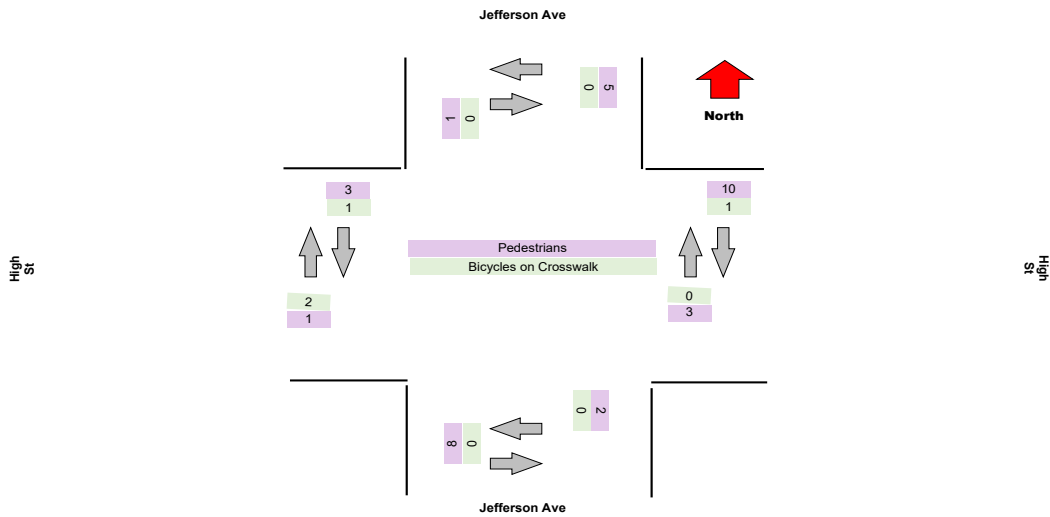 Jefferson Ave
0 5
1 0
North
3
1
10
1
Pedestrians
Bicycles on Crosswalk
High
St
High
St
2
1
0
3
0 2
8 0
Jefferson Ave